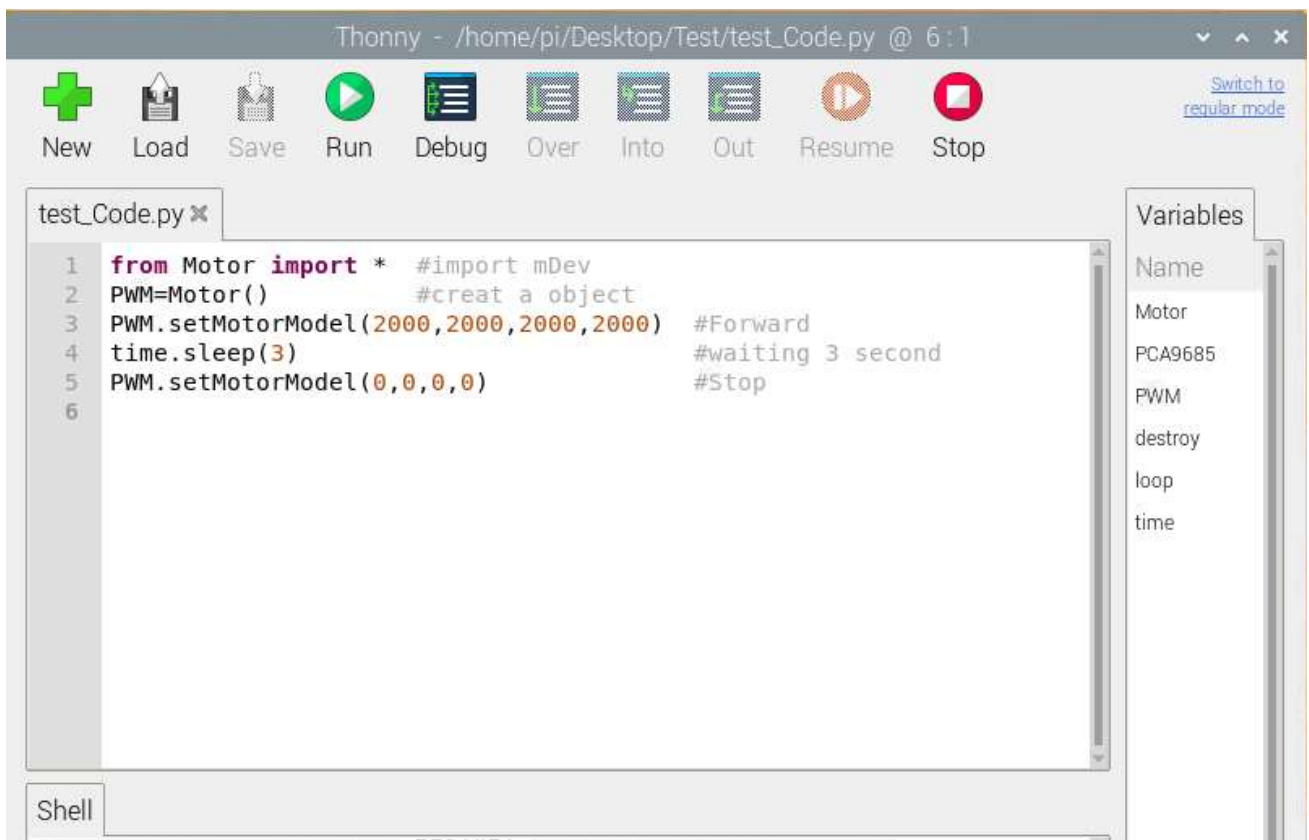 Thonny - /home/pi/Desktop/Test/test_Code.py @ 6:1
Switch to
regular mode
New Load Save Run Debug Over Into Out Resume Stop
test_Code.py
1 from Motor import * #import mDev
2 PWM=Motor() #creat a object
3 PWM.setMotorModel(2000,2000,2000,2000) #Forward
4 time.sleep(3) #waiting 3 second
5 PWM.setMotorModel(0,0,0,0) #Stop
6
Variables
Name
Motor
PCA9685
PWM
destroy
loop
time
Shell